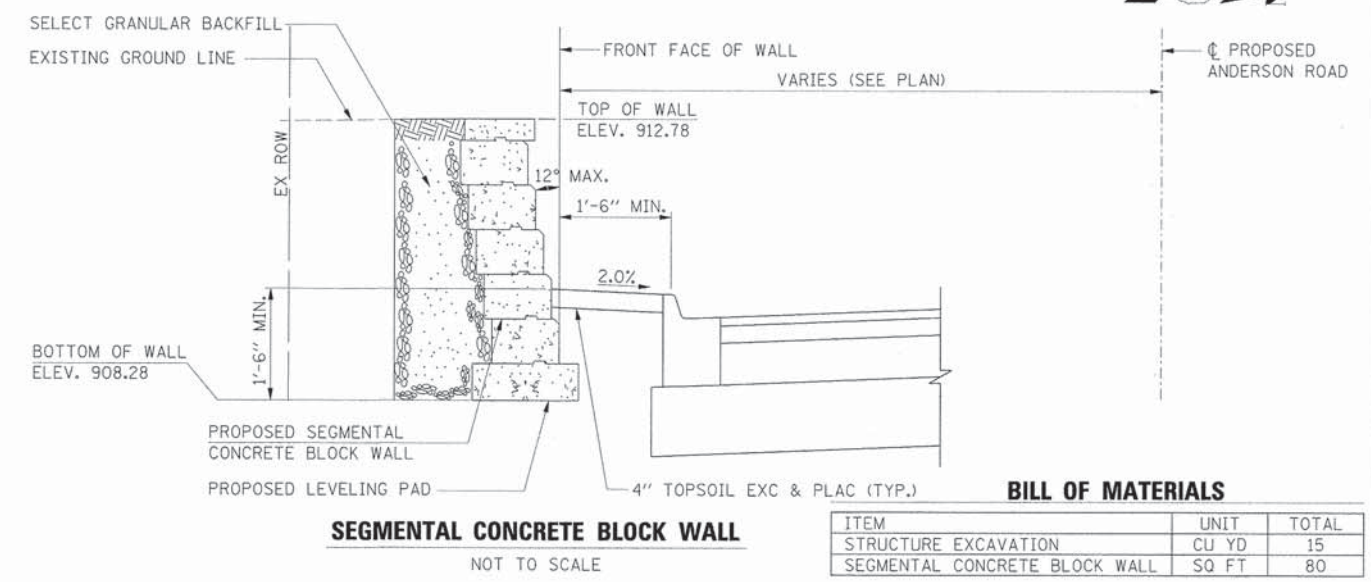 SELECT GRANULAR BACKFILL
EXISTING GROUND LINE
FRONT FACE OF WALL
℄ PROPOSED
ANDERSON ROAD
VARIES (SEE PLAN)
TOP OF WALL
ELEV. 912.78
EX ROW
12° MAX.
1'-6" MIN.
2.0%
1'-6" MIN.
BOTTOM OF WALL
ELEV. 908.28
PROPOSED SEGMENTAL
CONCRETE BLOCK WALL
PROPOSED LEVELING PAD
4" TOPSOIL EXC & PLAC (TYP.)
BILL OF MATERIALS
ITEM UNIT TOTAL
STRUCTURE EXCAVATION CU YD 15
SEGMENTAL CONCRETE BLOCK WALL SQ FT 80
SEGMENTAL CONCRETE BLOCK WALL
NOT TO SCALE